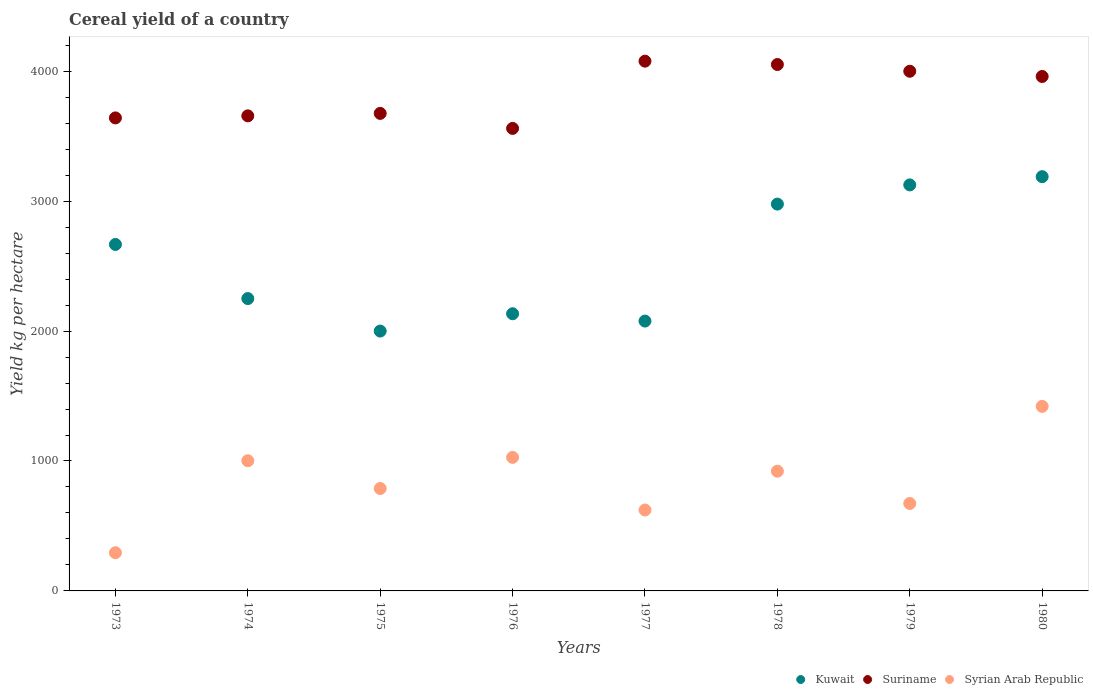 Cereal yield of a country
Yield kg per hectare
4000
3000
2000
1000
0
1973
1974
1975
1976
1977
1978
1979
1980
Years
Kuwait
Suriname
Syrian Arab Republic